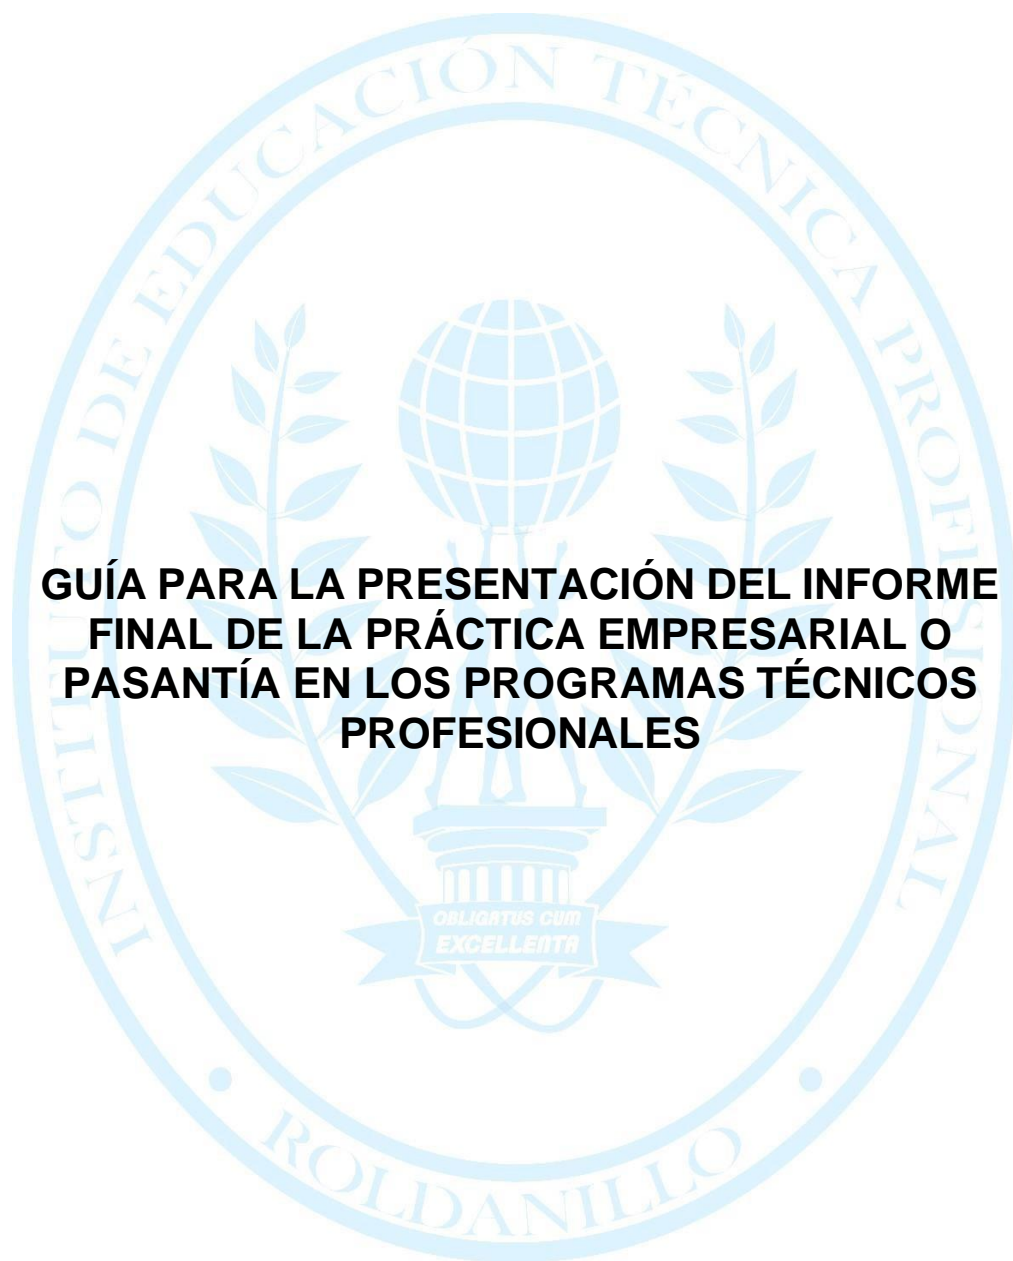 INSTITUTO DE EDUCACIÓN TÉCNICA PROFESIONAL
GUÍA PARA LA PRESENTACIÓN DEL INFORME
FINAL DE LA PRÁCTICA EMPRESARIAL O
PASANTÍA EN LOS PROGRAMAS TÉCNICOS
PROFESIONALES
OBLIGATUS CUM
EXCELLENTA
• ROLDANILLO •